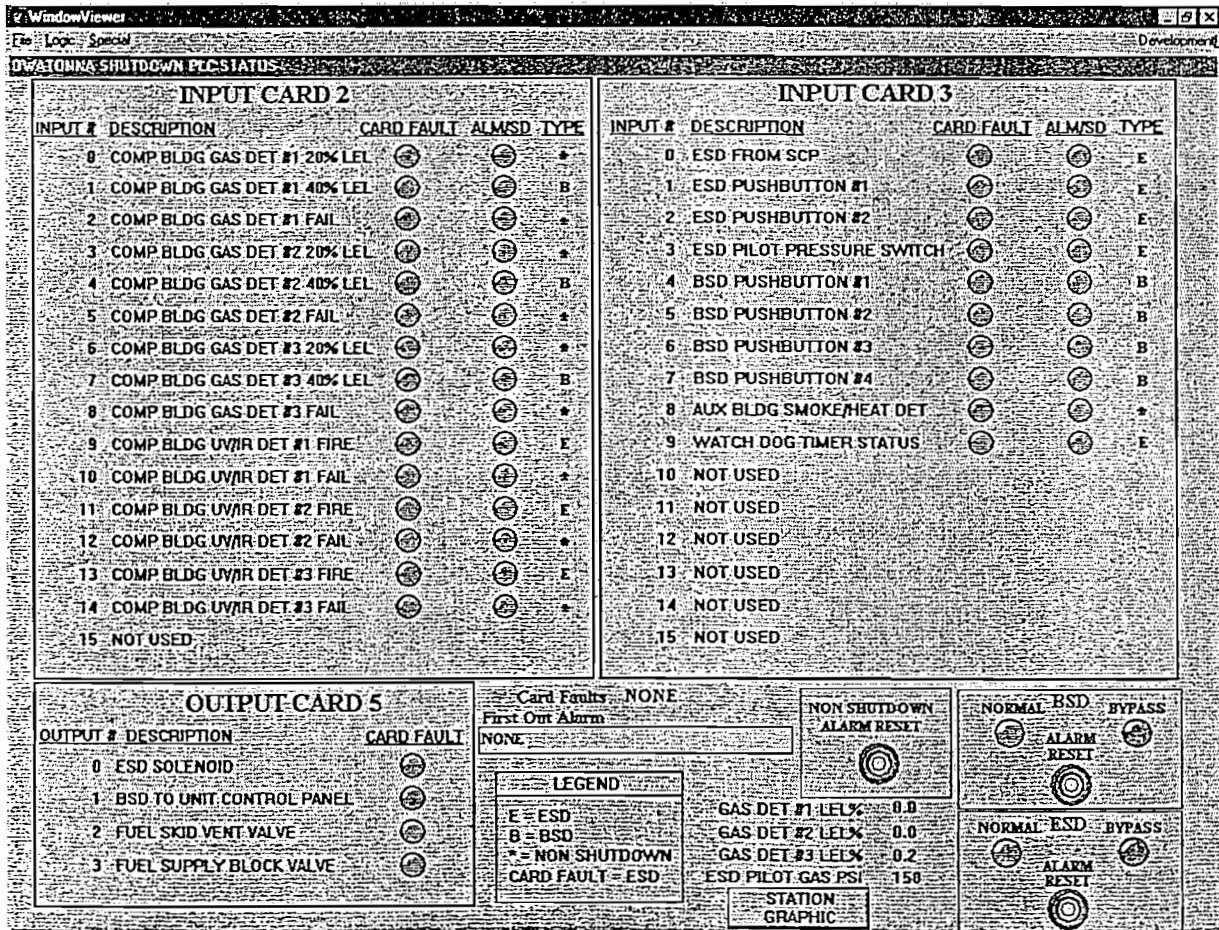 WindowViewer
File Logic Special Development
OWATONNA SHUTDOWN PLC STATUS
INPUT CARD 2
INPUT # DESCRIPTION CARD FAULT ALM/SD TYPE
0 COMP BLDG GAS DET #1 20% LEL *
1 COMP BLDG GAS DET #1 40% LEL B
2 COMP BLDG GAS DET #1 FAIL *
3 COMP BLDG GAS DET #2 20% LEL *
4 COMP BLDG GAS DET #2 40% LEL B
5 COMP BLDG GAS DET #2 FAIL *
6 COMP BLDG GAS DET #3 20% LEL *
7 COMP BLDG GAS DET #3 40% LEL B
8 COMP BLDG GAS DET #3 FAIL *
9 COMP BLDG UV/IR DET #1 FIRE E
10 COMP BLDG UV/IR DET #1 FAIL *
11 COMP BLDG UV/IR DET #2 FIRE E
12 COMP BLDG UV/IR DET #2 FAIL *
13 COMP BLDG UV/IR DET #3 FIRE E
14 COMP BLDG UV/IR DET #3 FAIL *
15 NOT USED
INPUT CARD 3
INPUT # DESCRIPTION CARD FAULT ALM/SD TYPE
0 ESD FROM SCP E
1 ESD PUSHBUTTON #1 E
2 ESD PUSHBUTTON #2 E
3 ESD PILOT PRESSURE SWITCH E
4 BSD PUSHBUTTON #1 B
5 BSD PUSHBUTTON #2 B
6 BSD PUSHBUTTON #3 B
7 BSD PUSHBUTTON #4 B
8 AUX BLDG SMOKE/HEAT DET *
9 WATCH DOG TIMER STATUS E
10 NOT USED
11 NOT USED
12 NOT USED
13 NOT USED
14 NOT USED
15 NOT USED
OUTPUT CARD 5
OUTPUT # DESCRIPTION CARD FAULT
0 ESD SOLENOID
1 BSD TO UNIT CONTROL PANEL
2 FUEL SKID VENT VALVE
3 FUEL SUPPLY BLOCK VALVE
Card Faults NONE
First Out Alarm
NONE
LEGEND
E = ESD
B = BSD
* = NON SHUTDOWN
CARD FAULT = ESD
NON SHUTDOWN
ALARM RESET
GAS DET #1 LEL% 0.0
GAS DET #2 LEL% 0.0
GAS DET #3 LEL% 0.2
ESD PILOT GAS PSI 150
STATION
GRAPHIC
NORMAL BSD BYPASS
ALARM
RESET
NORMAL ESD BYPASS
ALARM
RESET